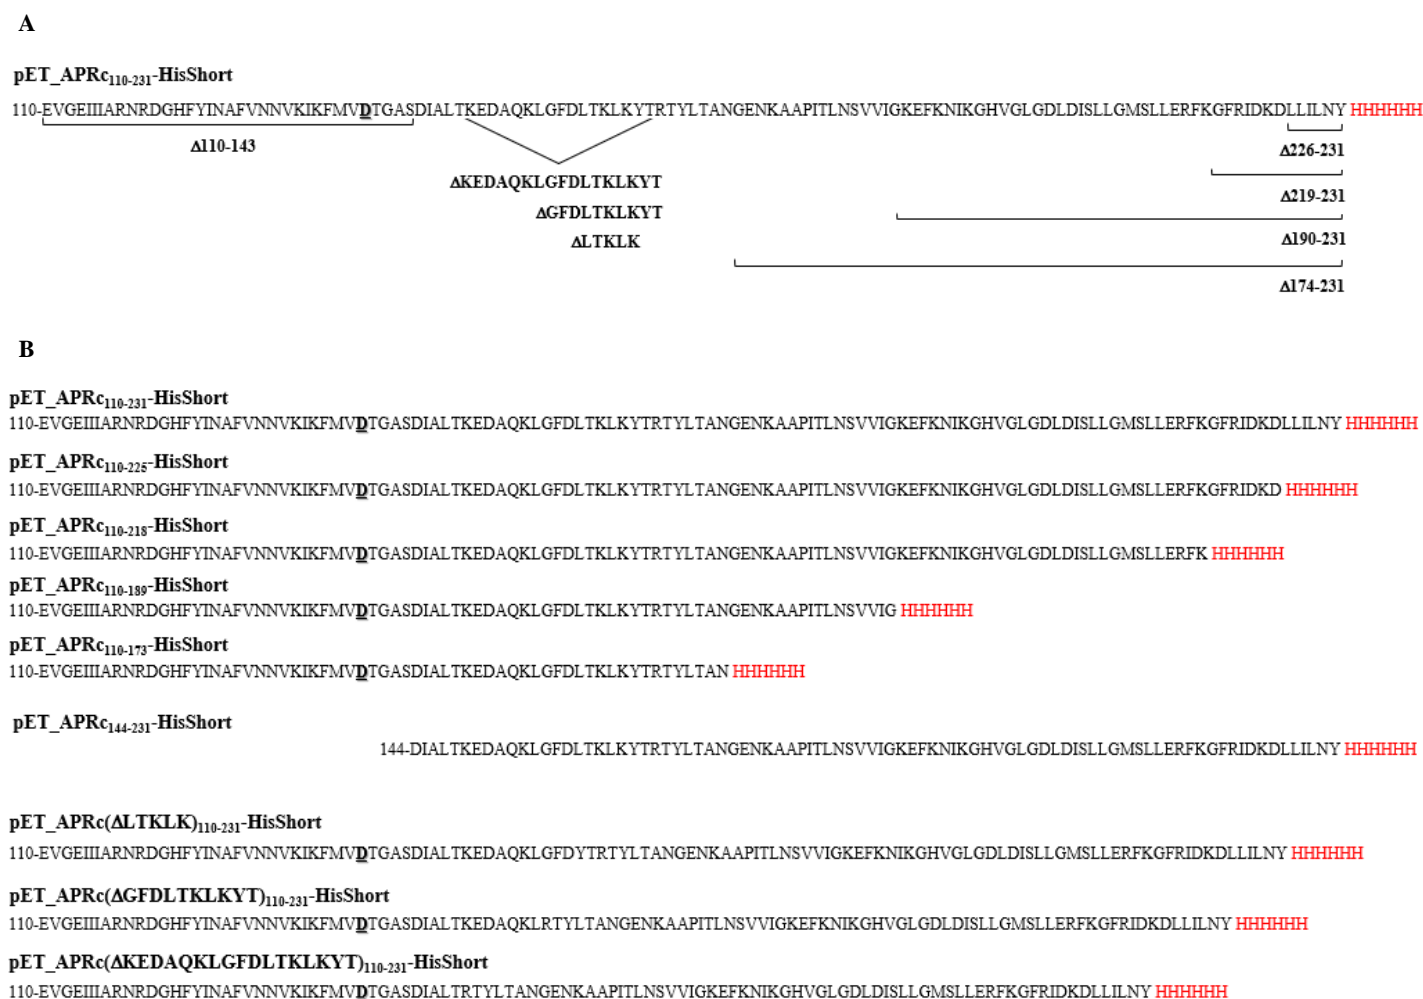 A
pET_APRc110-231-HisShort
110-EVGEIIIARNRDGHFYINAFVNNVKIKFMVDTGASDIALTKEDAQKLGFDLTKLKYTRTYLTANGENKAAPITLNSVVIGKEFKNIKGHVGLGDLDISLLGMSLLERFKGFRIDKDLLILNY HHHHHH
Δ110-143
Δ226-231
ΔKEDAQKLGFDLTKLKYT
Δ219-231
ΔGFDLTKLKYT
ΔLTKLK
Δ190-231
Δ174-231
B
pET_APRc110-231-HisShort
110-EVGEIIIARNRDGHFYINAFVNNVKIKFMVDTGASDIALTKEDAQKLGFDLTKLKYTRTYLTANGENKAAPITLNSVVIGKEFKNIKGHVGLGDLDISLLGMSLLERFKGFRIDKDLLILNY HHHHHH
pET_APRc110-225-HisShort
110-EVGEIIIARNRDGHFYINAFVNNVKIKFMVDTGASDIALTKEDAQKLGFDLTKLKYTRTYLTANGENKAAPITLNSVVIGKEFKNIKGHVGLGDLDISLLGMSLLERFKGFRIDKD HHHHHH
pET_APRc110-218-HisShort
110-EVGEIIIARNRDGHFYINAFVNNVKIKFMVDTGASDIALTKEDAQKLGFDLTKLKYTRTYLTANGENKAAPITLNSVVIGKEFKNIKGHVGLGDLDISLLGMSLLERFK HHHHHH
pET_APRc110-189-HisShort
110-EVGEIIIARNRDGHFYINAFVNNVKIKFMVDTGASDIALTKEDAQKLGFDLTKLKYTRTYLTANGENKAAPITLNSVVIG HHHHHH
pET_APRc110-173-HisShort
110-EVGEIIIARNRDGHFYINAFVNNVKIKFMVDTGASDIALTKEDAQKLGFDLTKLKYTRTYLTAN HHHHHH
pET_APRc144-231-HisShort
144-DIALTKEDAQKLGFDLTKLKYTRTYLTANGENKAAPITLNSVVIGKEFKNIKGHVGLGDLDISLLGMSLLERFKGFRIDKDLLILNY HHHHHH
pET_APRc(ΔLTKLK)110-231-HisShort
110-EVGEIIIARNRDGHFYINAFVNNVKIKFMVDTGASDIALTKEDAQKLGFDYTRTYLTANGENKAAPITLNSVVIGKEFKNIKGHVGLGDLDISLLGMSLLERFKGFRIDKDLLILNY HHHHHH
pET_APRc(ΔGFDLTKLKYT)110-231-HisShort
110-EVGEIIIARNRDGHFYINAFVNNVKIKFMVDTGASDIALTKEDAQKLRTYLTANGENKAAPITLNSVVIGKEFKNIKGHVGLGDLDISLLGMSLLERFKGFRIDKDLLILNY HHHHHH
pET_APRc(ΔKEDAQKLGFDLTKLKYT)110-231-HisShort
110-EVGEIIIARNRDGHFYINAFVNNVKIKFMVDTGASDIALTRTYLTANGENKAAPITLNSVVIGKEFKNIKGHVGLGDLDISLLGMSLLERFKGFRIDKDLLILNY HHHHHH